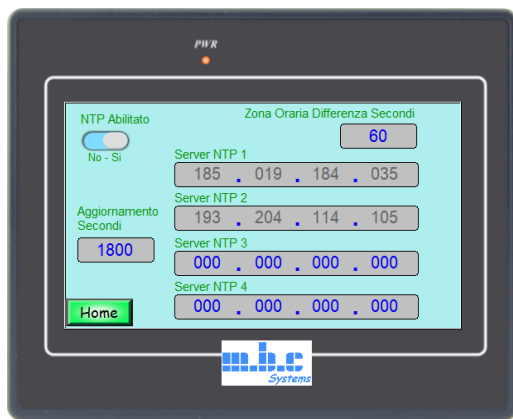 PWR
NTP Abilitato
No - Si
Zona Oraria Differenza Secondi
60
Server NTP 1
185 . 019 . 184 . 035
Server NTP 2
193 . 204 . 114 . 105
Aggiornamento
Secondi
1800
Server NTP 3
000 . 000 . 000 . 000
Server NTP 4
000 . 000 . 000 . 000
Home
m.b.c
Systems